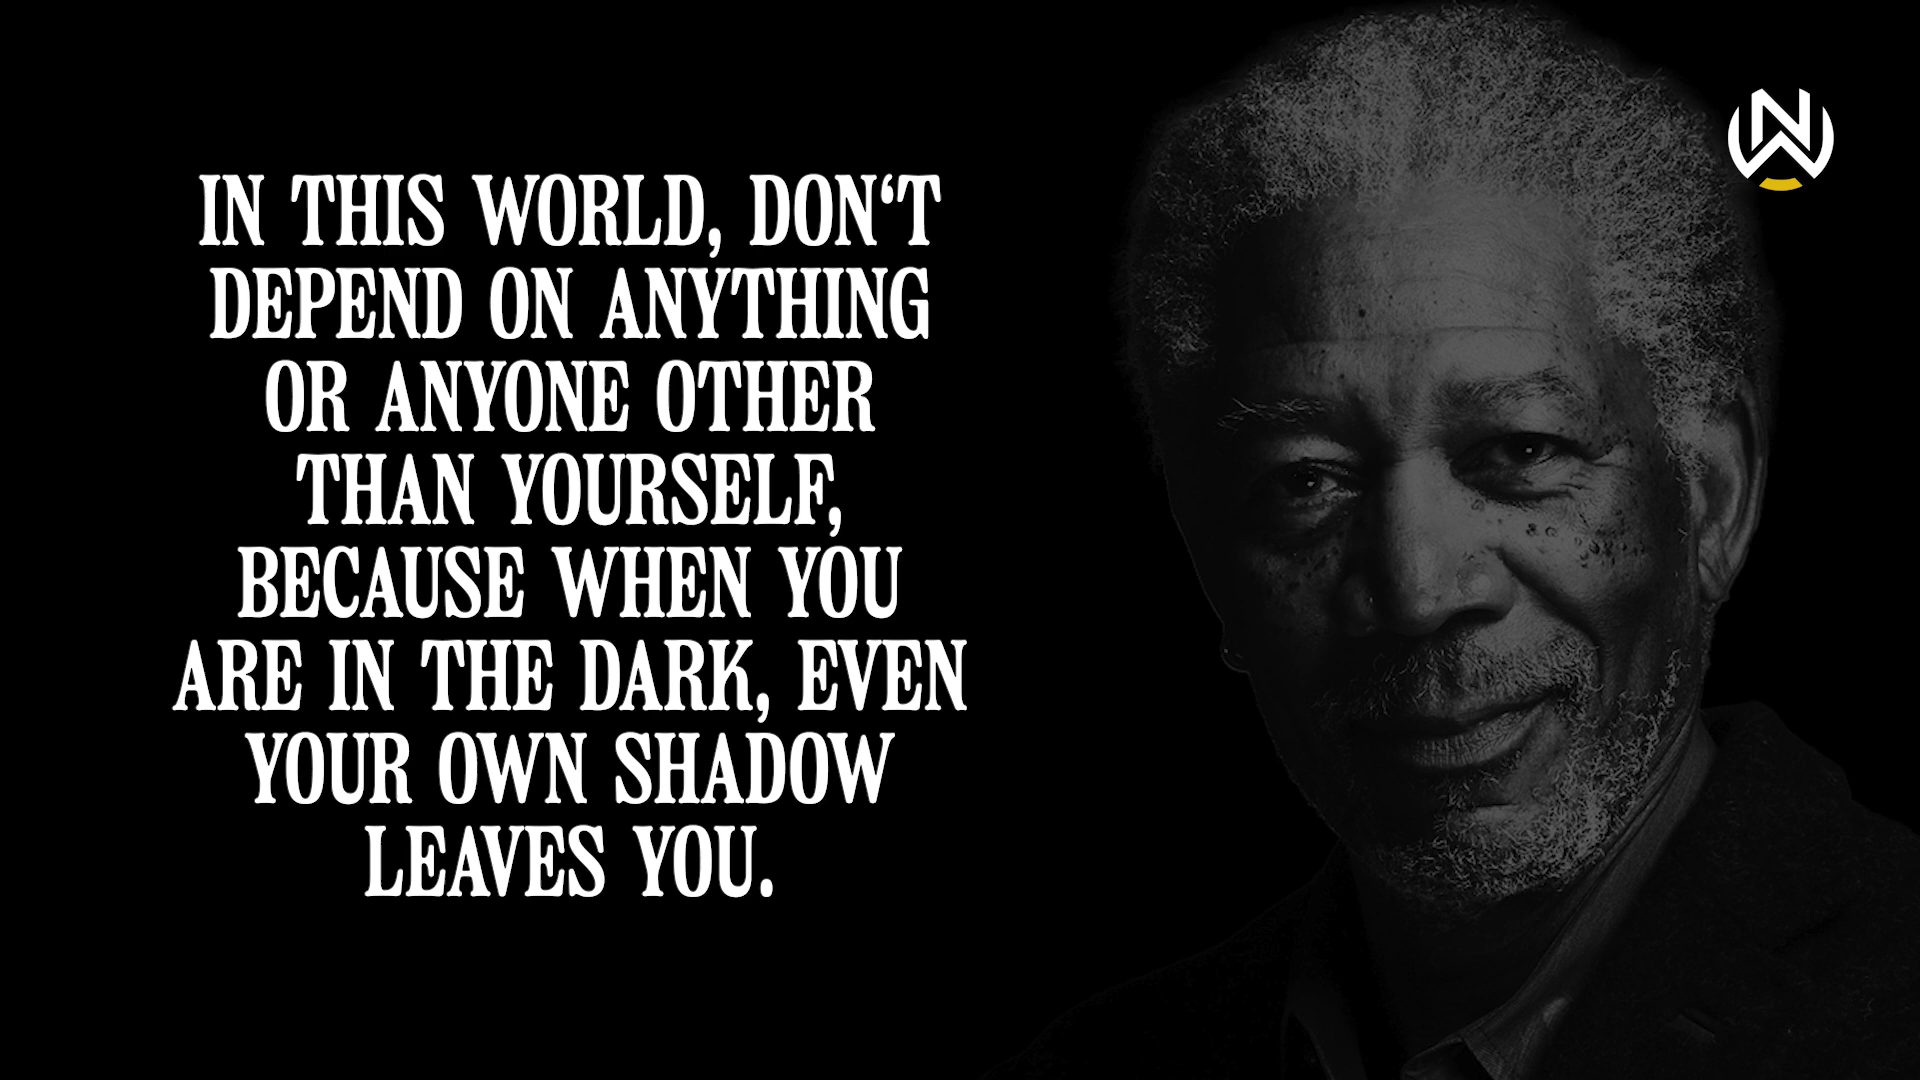 IN THIS WORLD, DON‘T
DEPEND ON ANYTHING
OR ANYONE OTHER
THAN YOURSELF,
BECAUSE WHEN YOU
ARE IN THE DARK, EVEN
YOUR OWN SHADOW
LEAVES YOU.